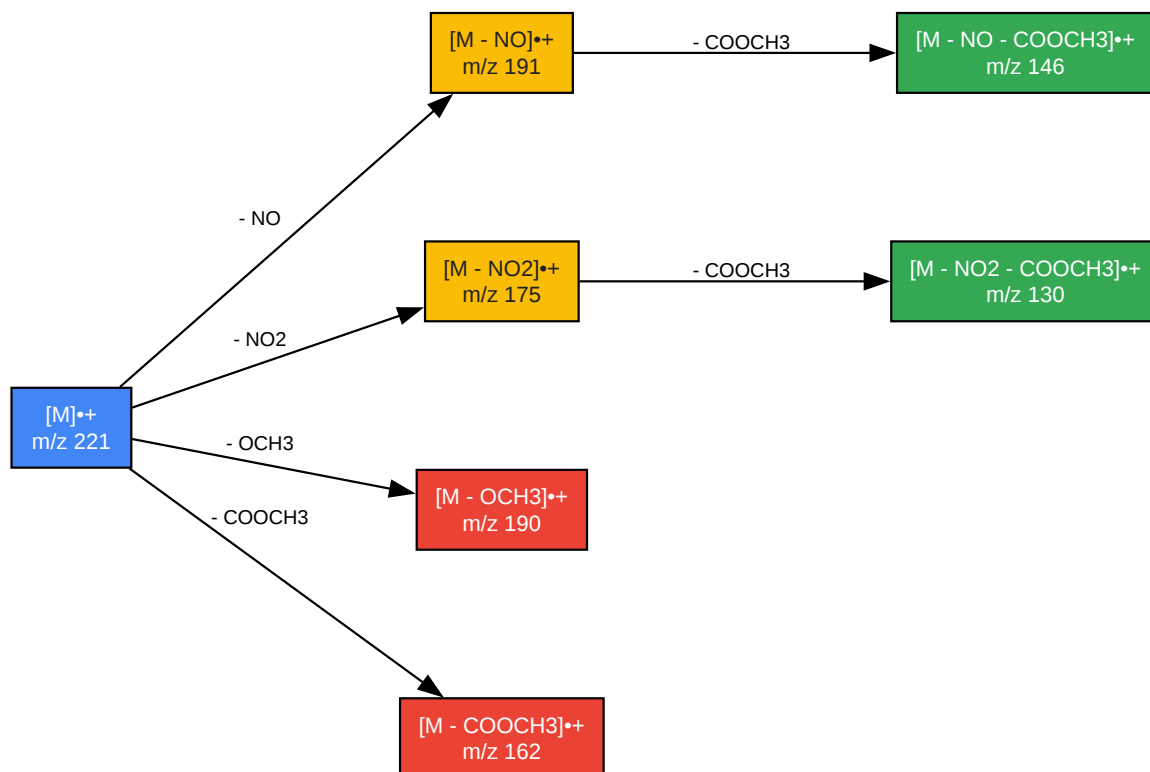 [M - NO]•+
m/z 191
- COOCH3
[M - NO - COOCH3]•+
m/z 146
- NO
[M - NO2]•+
m/z 175
- COOCH3
[M - NO2 - COOCH3]•+
m/z 130
- NO2
[M]•+
m/z 221
- OCH3
[M - OCH3]•+
m/z 190
- COOCH3
[M - COOCH3]•+
m/z 162